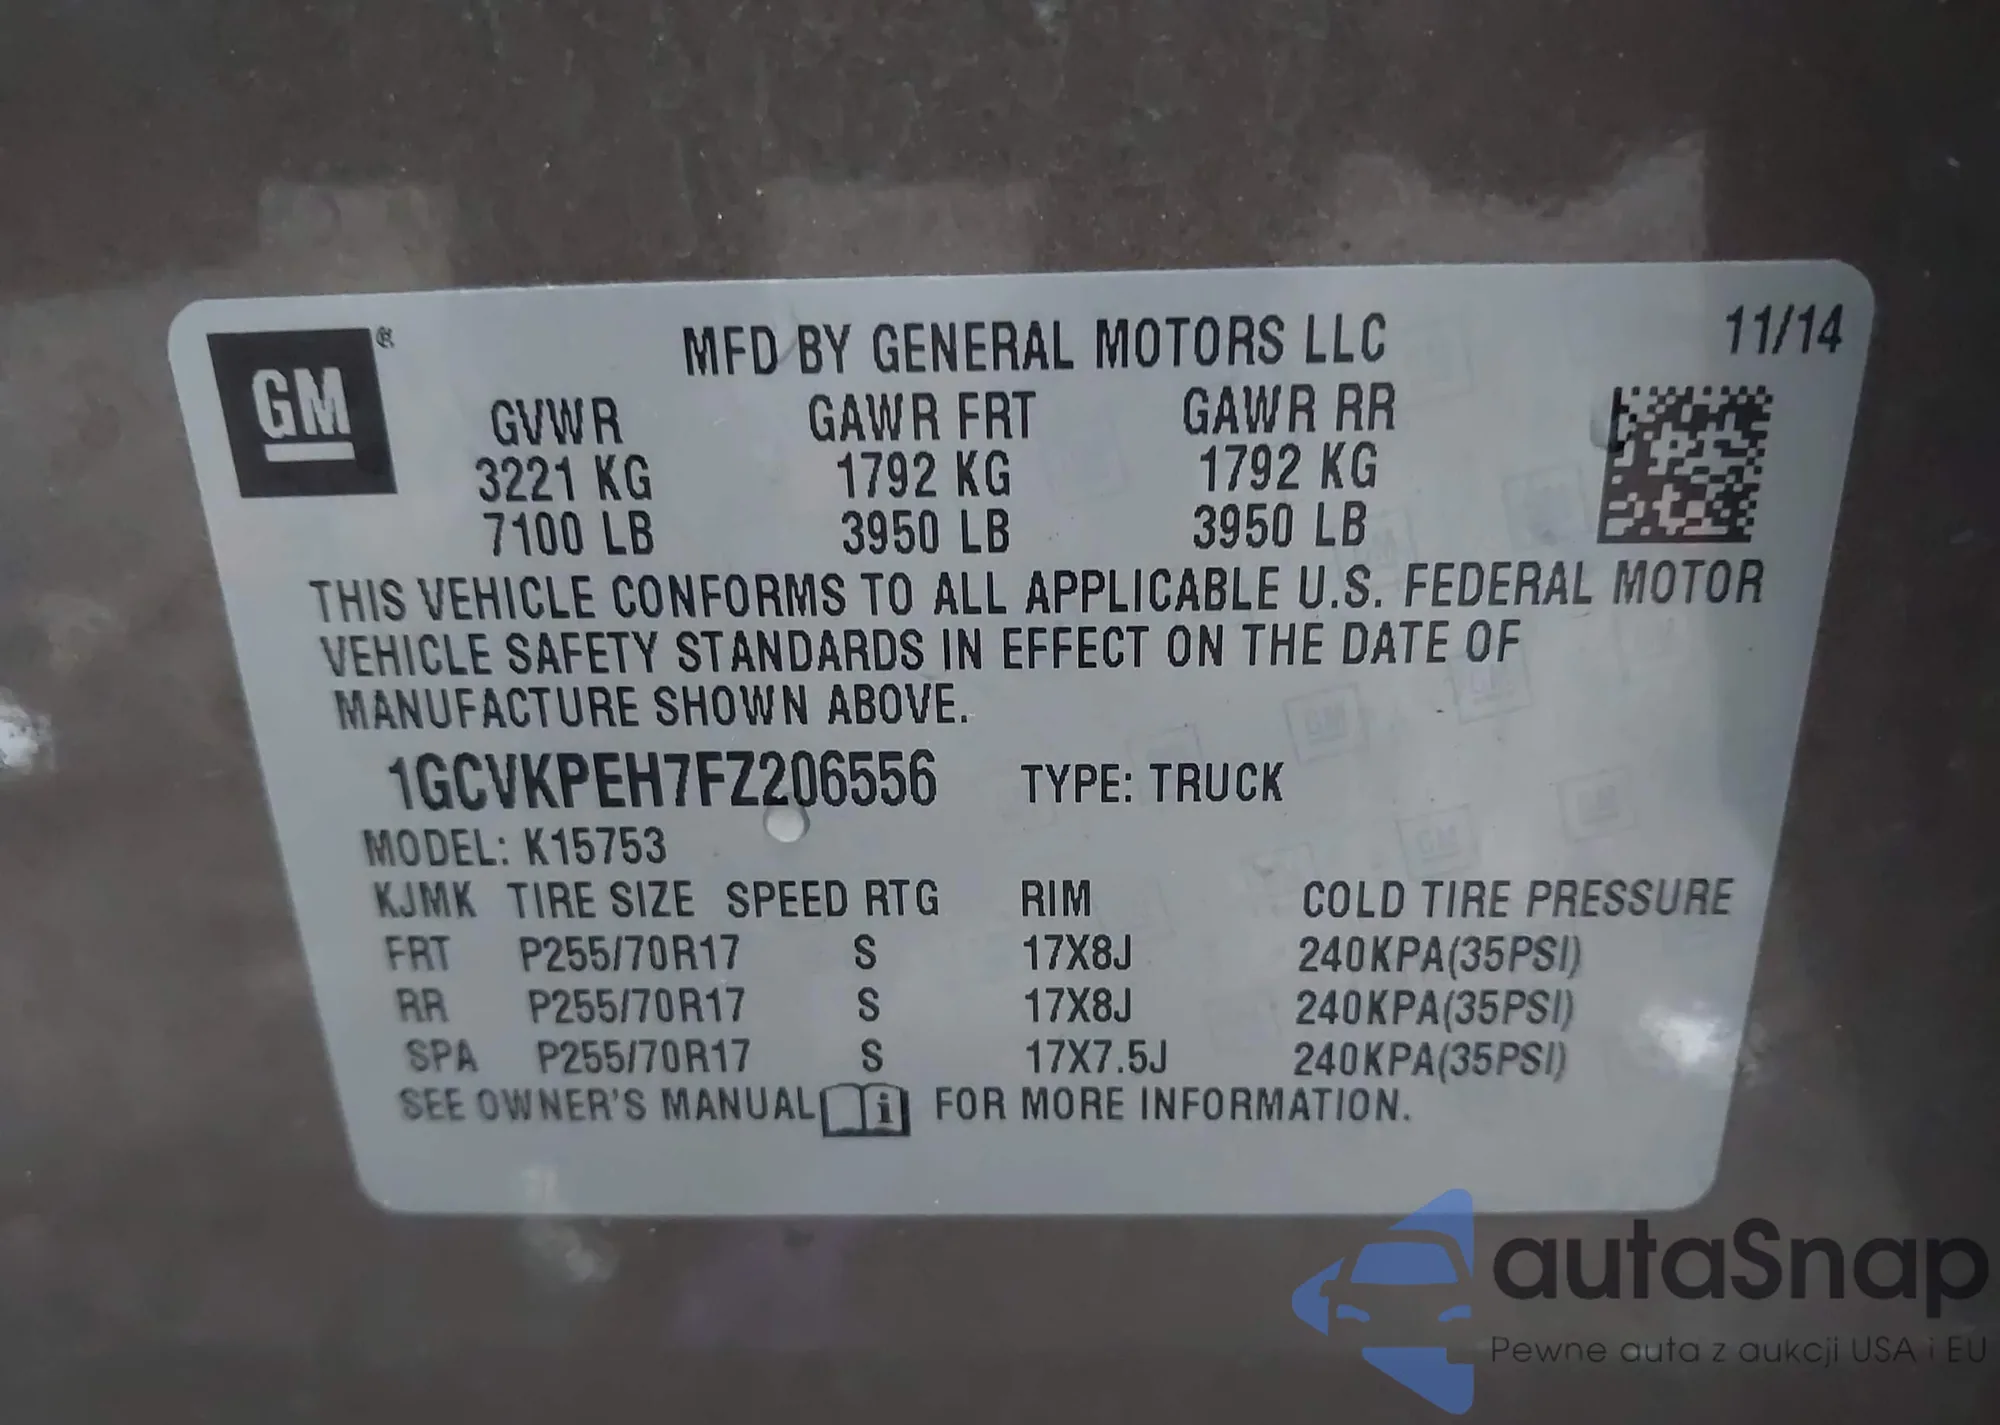 GM®
MFD BY GENERAL MOTORS LLC 11/14
GVWR GAWR FRT GAWR RR
3221 KG 1792 KG 1792 KG
7100 LB 3950 LB 3950 LB
THIS VEHICLE CONFORMS TO ALL APPLICABLE U.S. FEDERAL MOTOR
VEHICLE SAFETY STANDARDS IN EFFECT ON THE DATE OF
MANUFACTURE SHOWN ABOVE.
1GCVKPEH7FZ206556 TYPE: TRUCK
MODEL: K15753
KJMK TIRE SIZE SPEED RTG RIM COLD TIRE PRESSURE
FRT P255/70R17 S 17X8J 240KPA(35PSI)
RR P255/70R17 S 17X8J 240KPA(35PSI)
SPA P255/70R17 S 17X7.5J 240KPA(35PSI)
SEE OWNER'S MANUAL i FOR MORE INFORMATION.
autaSnap
Pewne auta z aukcji USA i EU